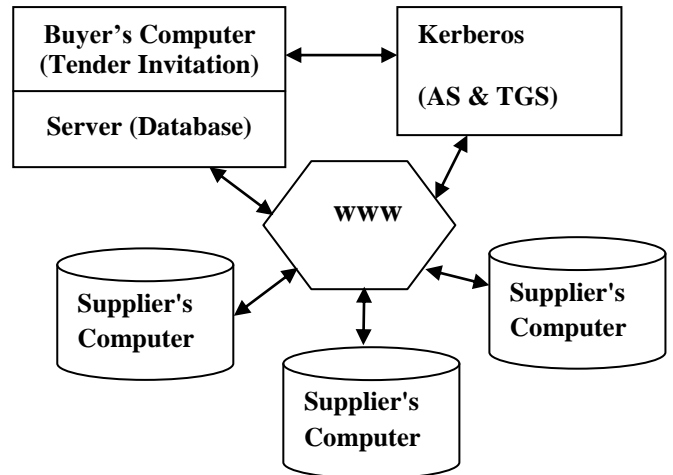 Buyer's Computer
(Tender Invitation)
Server (Database)
Kerberos
(AS & TGS)
www
Supplier's
Computer
Supplier's
Computer
Supplier's
Computer